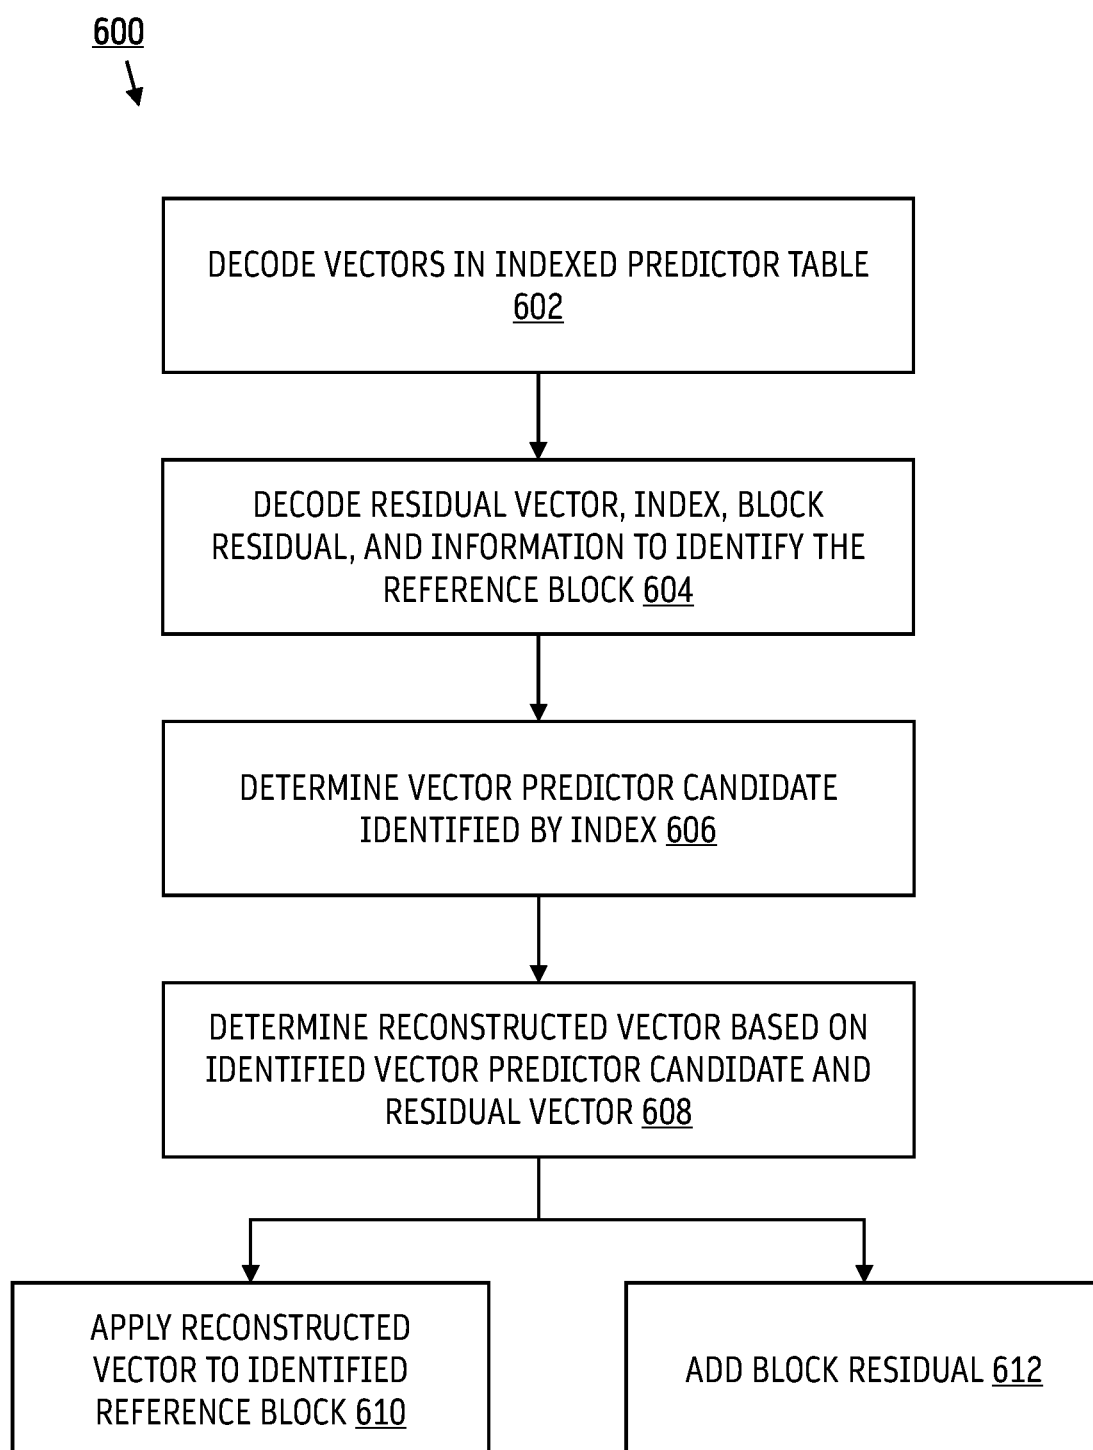 600
DECODE VECTORS IN INDEXED PREDICTOR TABLE
602
DECODE RESIDUAL VECTOR, INDEX, BLOCK
RESIDUAL, AND INFORMATION TO IDENTIFY THE
REFERENCE BLOCK 604
DETERMINE VECTOR PREDICTOR CANDIDATE
IDENTIFIED BY INDEX 606
DETERMINE RECONSTRUCTED VECTOR BASED ON
IDENTIFIED VECTOR PREDICTOR CANDIDATE AND
RESIDUAL VECTOR 608
APPLY RECONSTRUCTED
VECTOR TO IDENTIFIED
REFERENCE BLOCK 610
ADD BLOCK RESIDUAL 612